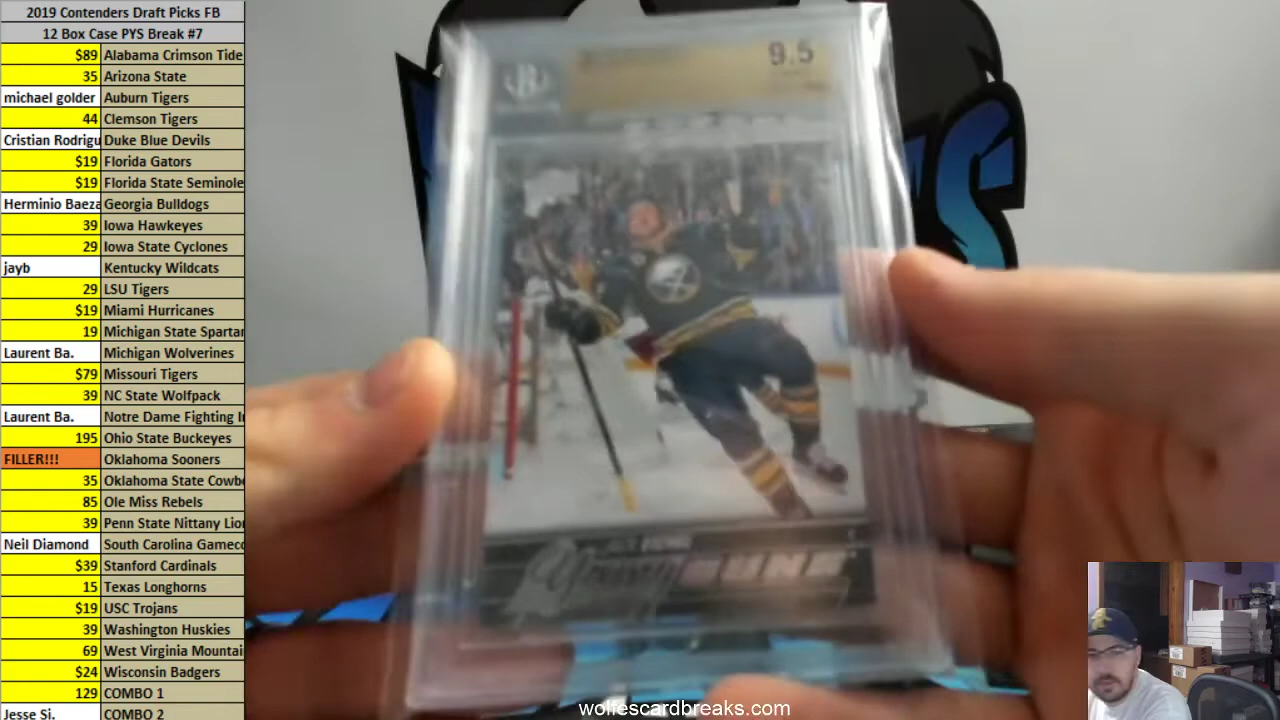 2019 Contenders Draft Picks FB
12 Box Case PYS Break #7
$89 Alabama Crimson Tide
35 Arizona State
michael golder Auburn Tigers
44 Clemson Tigers
Cristian Rodrigu Duke Blue Devils
$19 Florida Gators
$19 Florida State Seminole
Herminio Baeza Georgia Bulldogs
39 Iowa Hawkeyes
29 Iowa State Cyclones
jayb Kentucky Wildcats
29 LSU Tigers
$19 Miami Hurricanes
19 Michigan State Spartan
Laurent Ba. Michigan Wolverines
$79 Missouri Tigers
39 NC State Wolfpack
Laurent Ba. Notre Dame Fighting I
195 Ohio State Buckeyes
FILLER!!! Oklahoma Sooners
35 Oklahoma State Cowb
85 Ole Miss Rebels
39 Penn State Nittany Lio
Neil Diamond South Carolina Gamec
$39 Stanford Cardinals
15 Texas Longhorns
$19 USC Trojans
39 Washington Huskies
69 West Virginia Mountai
$24 Wisconsin Badgers
129 COMBO 1
Jesse Si. COMBO 2
9.5
GUNS
wolfescardbreaks.com